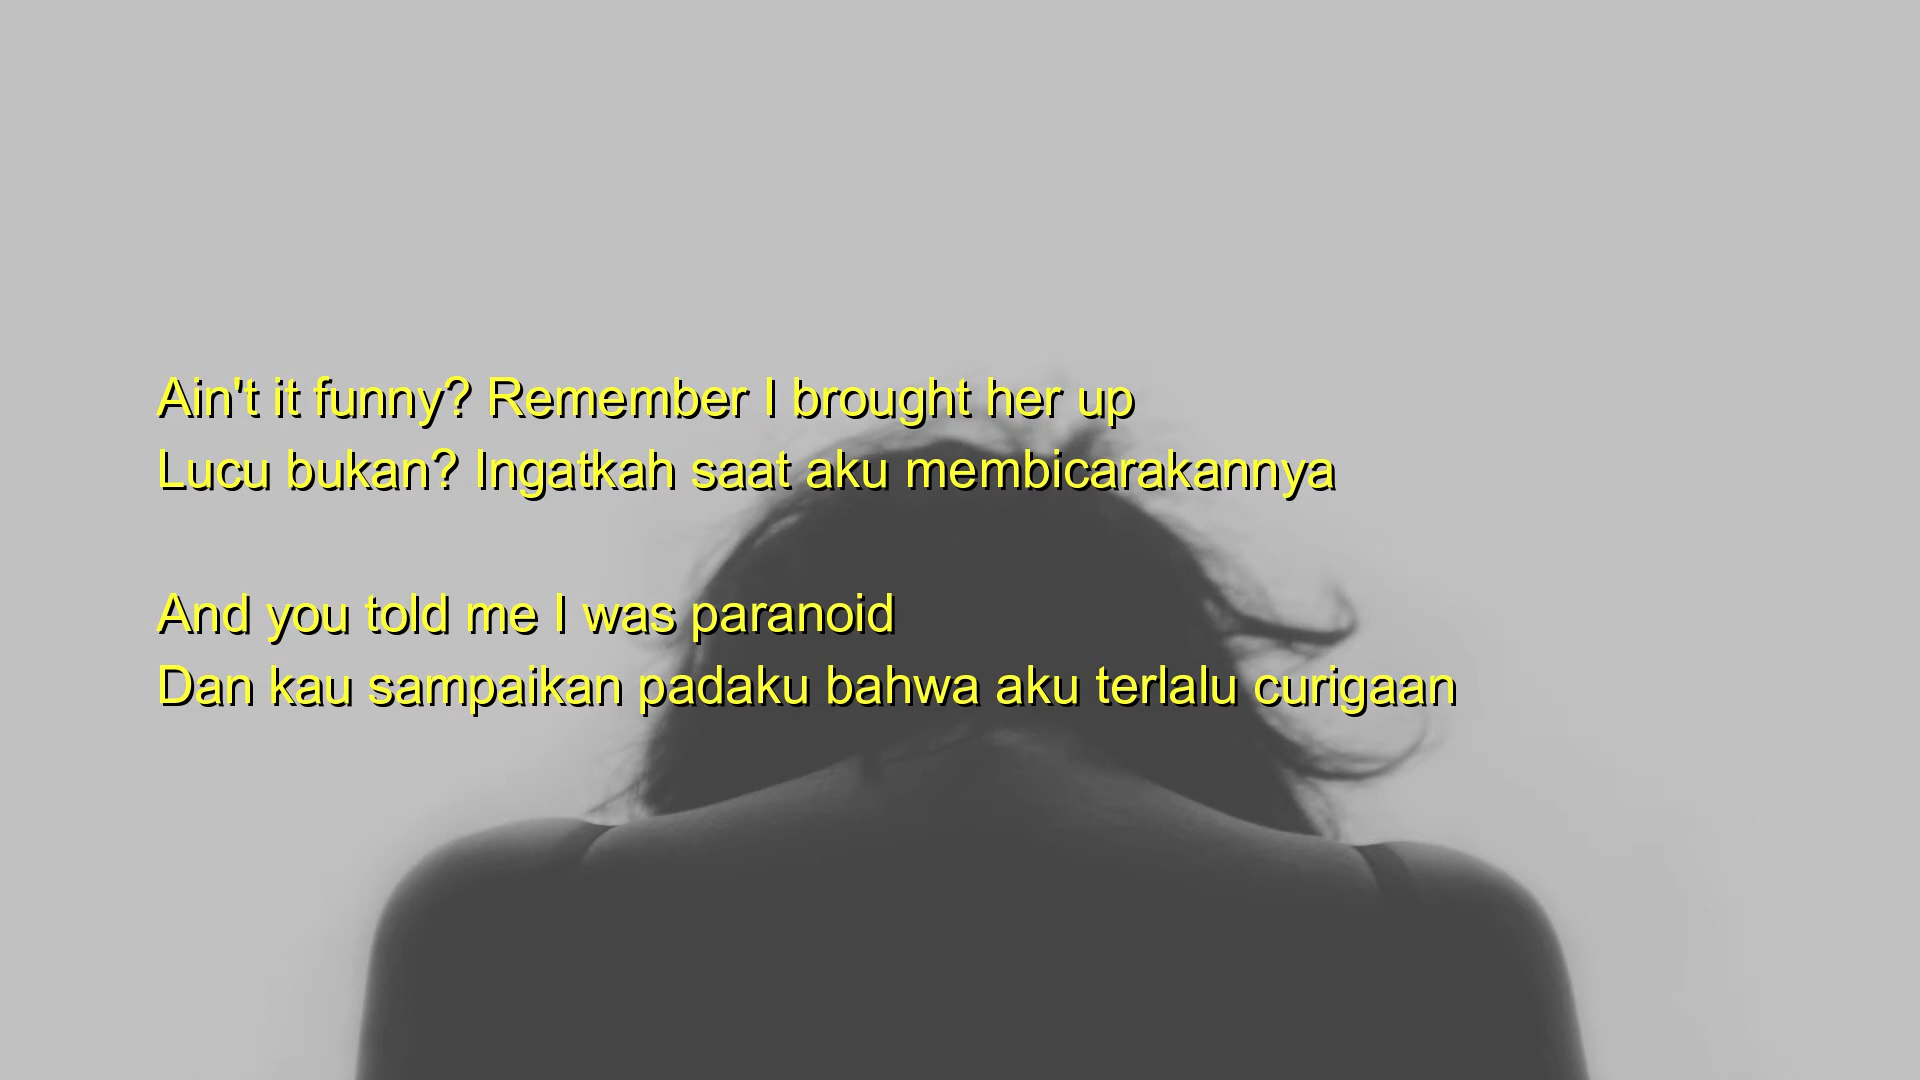 Ain't it funny? Remember I brought her up
Lucu bukan? Ingatkah saat aku membicarakannya
And you told me I was paranoid
Dan kau sampaikan padaku bahwa aku terlalu curigaan